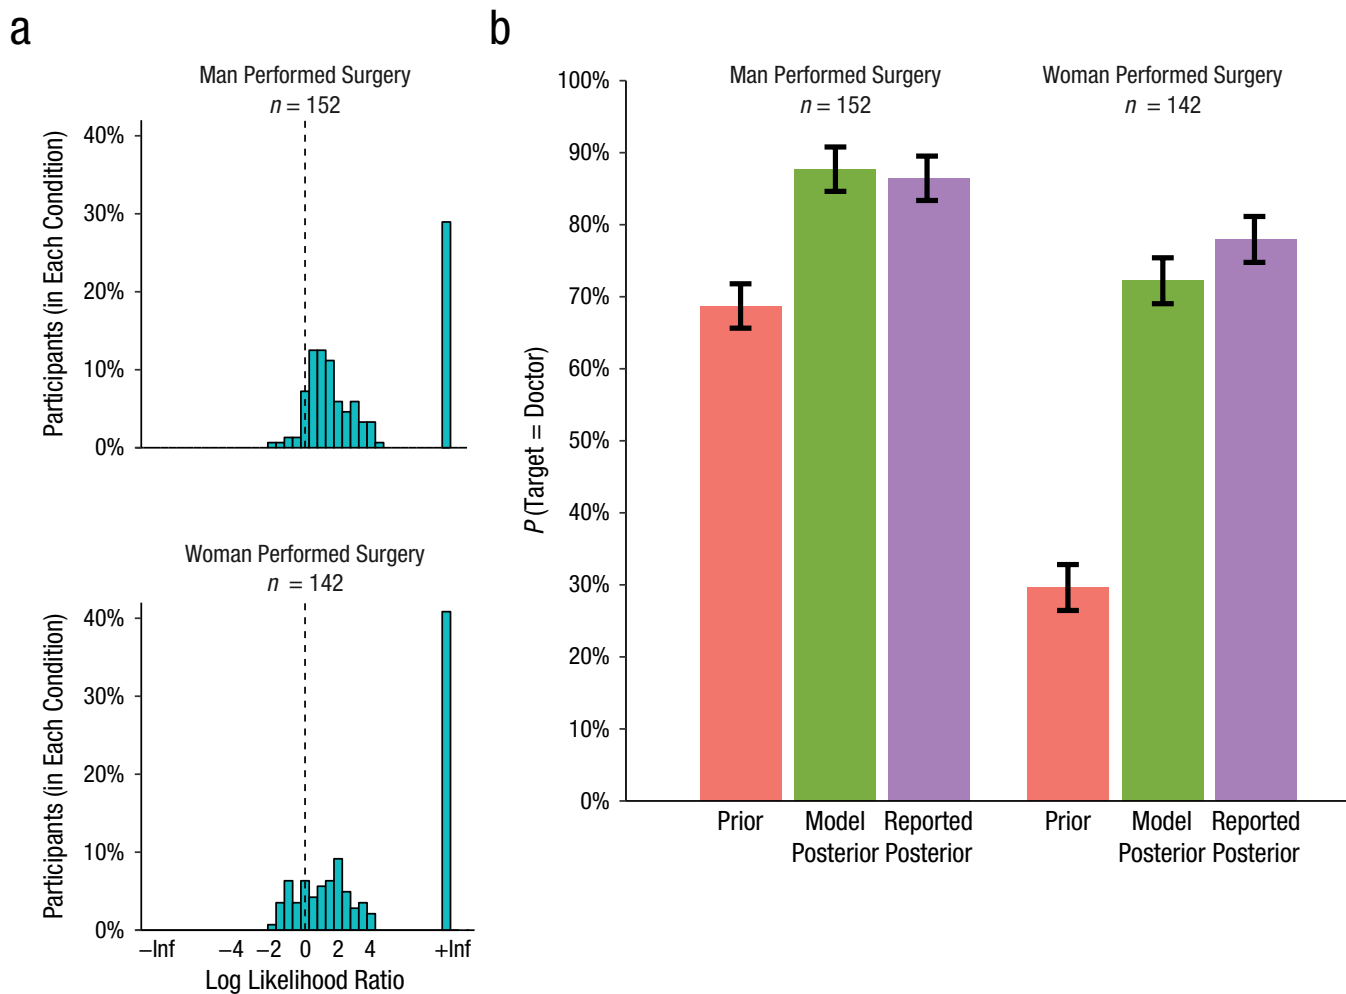 a
Man Performed Surgery
n = 152
Participants (in Each Condition)
40%
30%
20%
10%
0%
Woman Performed Surgery
n = 142
Participants (in Each Condition)
40%
30%
20%
10%
0%
−Inf −4 −2 0 2 4 +Inf
Log Likelihood Ratio
b
Man Performed Surgery
n = 152
Woman Performed Surgery
n = 142
P (Target = Doctor)
100%
90%
80%
70%
60%
50%
40%
30%
20%
10%
0%
Prior Model Reported Prior Model Reported
Posterior Posterior Posterior Posterior